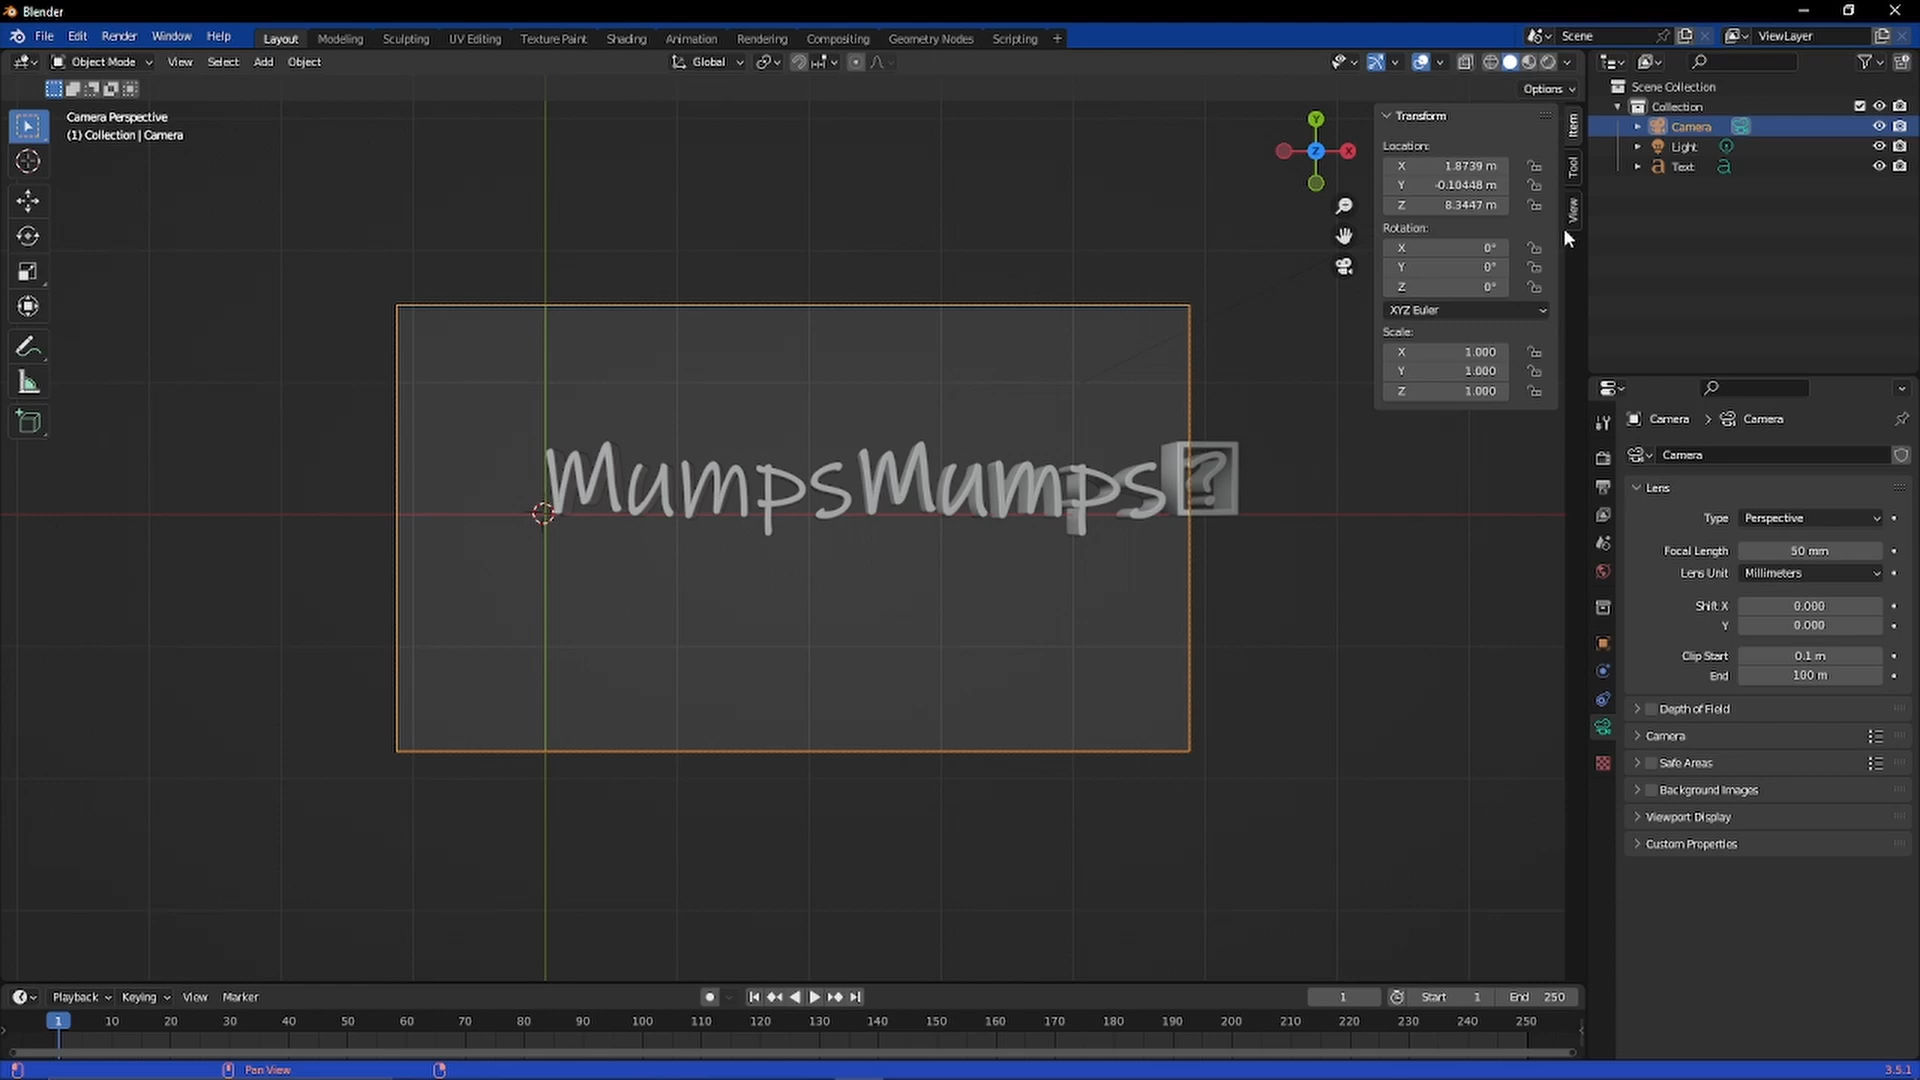 Blender
File Edit Render Window Help
Layout Modeling Sculpting UV Editing Texture Paint Shading Animation Rendering Compositing Geometry Nodes Scripting +
Scene
ViewLayer
Object Mode View Select Add Object
Global
Options
Camera Perspective
(1) Collection | Camera
Y
Z
X
Transform
Location:
X 1.8739 m
Y -0.10448 m
Z 8.3447 m
Rotation:
X 0°
Y 0°
Z 0°
XYZ Euler
Scale:
X 1.000
Y 1.000
Z 1.000
Item
Tool
View
MumpsMumps?
Scene Collection
Collection
Camera
Light
Text
Camera > Camera
Camera
Lens
Type Perspective
Focal Length 50 mm
Lens Unit Millimeters
Shift X 0.000
Y 0.000
Clip Start 0.1 m
End 100 m
Depth of Field
Camera
Safe Areas
Background Images
Viewport Display
Custom Properties
Playback Keying View Marker
1
Start 1
End 250
1 10 20 30 40 50 60 70 80 90 100 110 120 130 140 150 160 170 180 190 200 210 220 230 240 250
Pan View
3.5.1